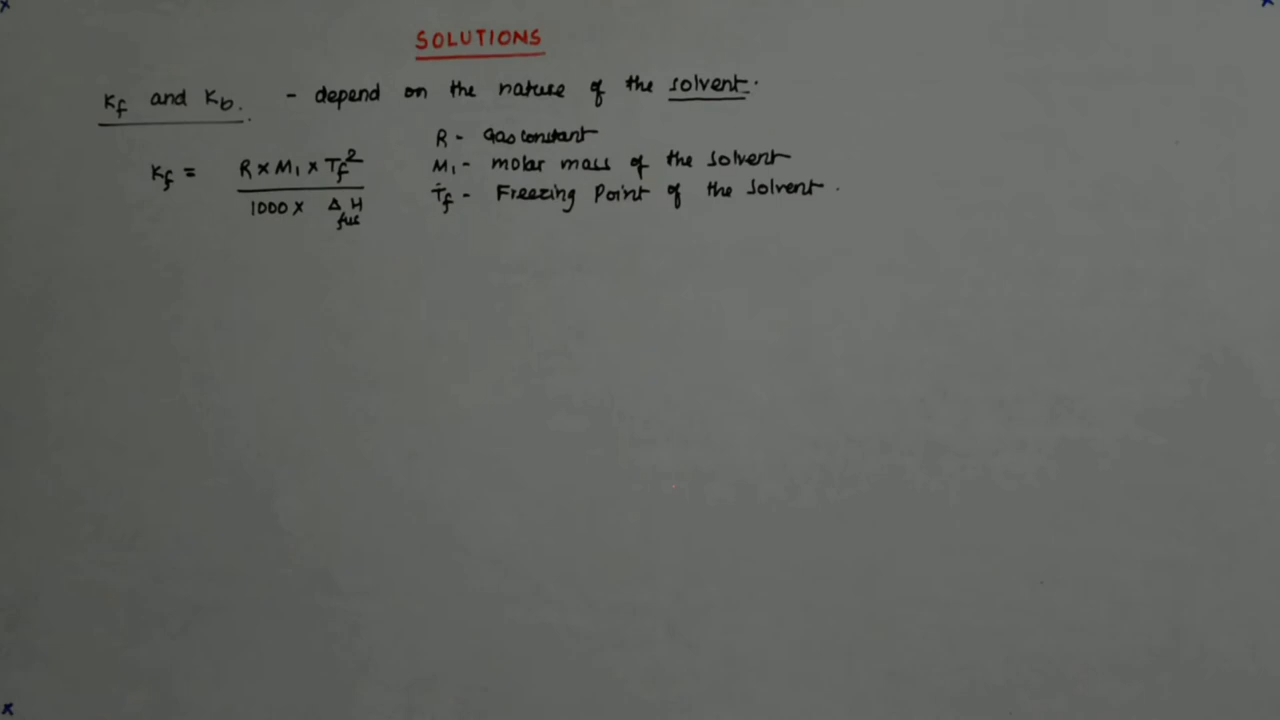 SOLUTIONS
Kf and Kb. - depend on the nature of the solvent.
R - Gas constant
Kf = R × M1 × Tf²
1000 × Δ H fus
M1 - molar mass of the solvent
Tf - Freezing Point of the solvent.